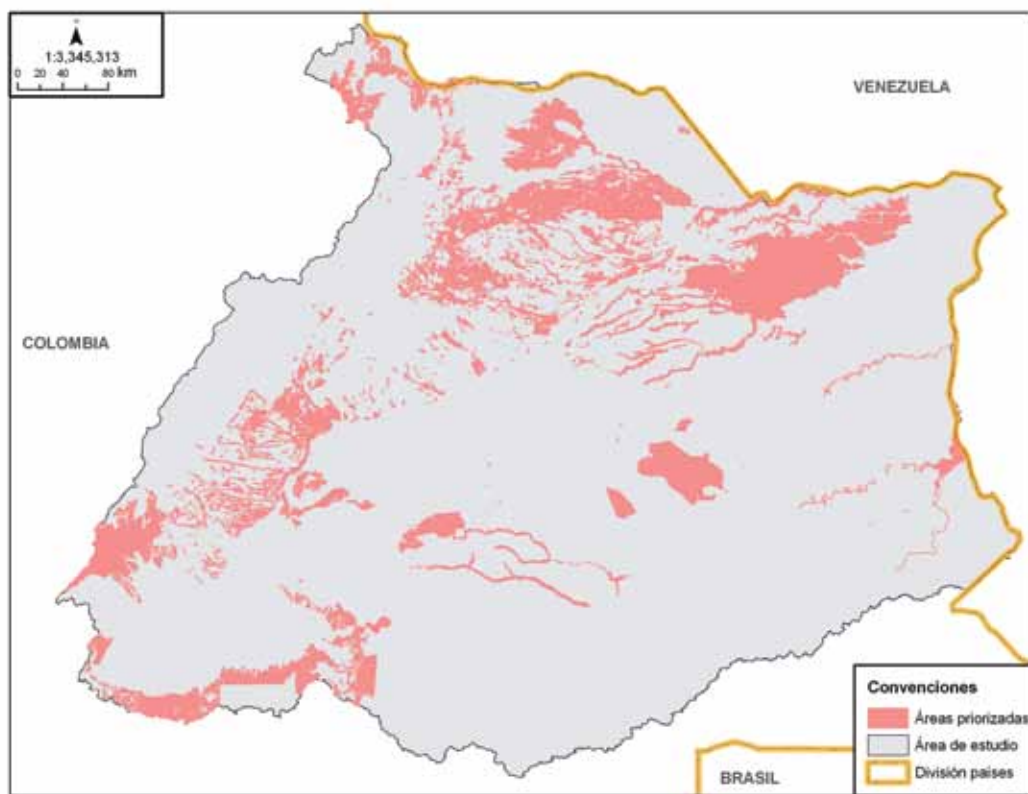 1:3,345,313
0 20 40 80 km
VENEZUELA
COLOMBIA
Convenciones
Áreas priorizadas
Área de estudio
División países
BRASIL